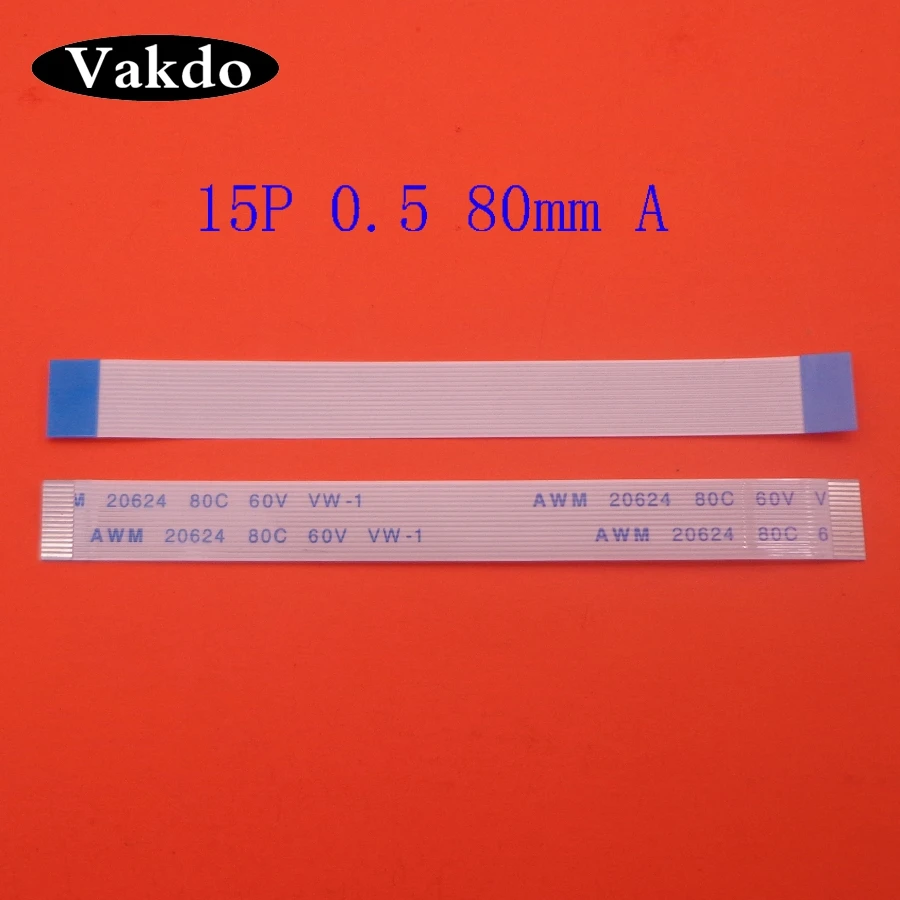 Vakdo
15P 0.5 80mm A
20624 80C 60V VW-1 AWM 20624 80C 60V V
AWM 20624 80C 60V VW-1 AWM 20624 80C 6